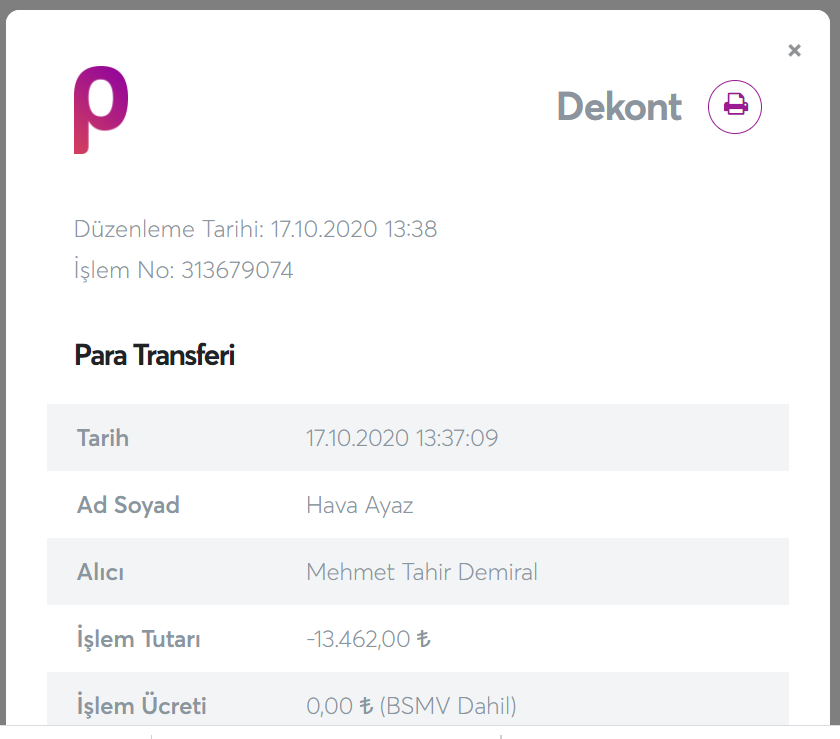 ×
Dekont
Düzenleme Tarihi: 17.10.2020 13:38
İşlem No: 313679074
Para Transferi
Tarih 17.10.2020 13:37:09
Ad Soyad Hava Ayaz
Alıcı Mehmet Tahir Demiral
İşlem Tutarı -13.462,00 ₺
İşlem Ücreti 0,00 ₺ (BSMV Dahil)